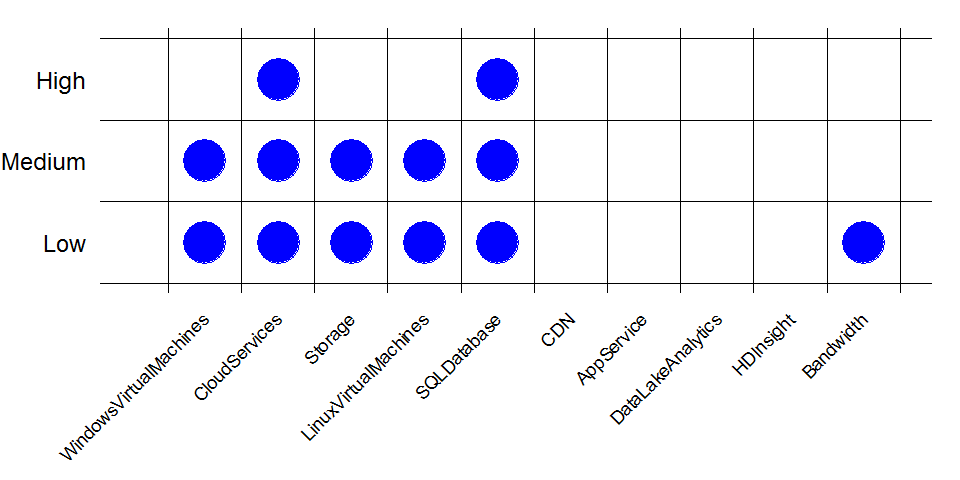 High
Medium
Low
WindowsVirtualMachines
CloudServices
Storage
LinuxVirtualMachines
SQLDatabase
CDN
AppService
DataLakeAnalytics
HDInsight
Bandwidth